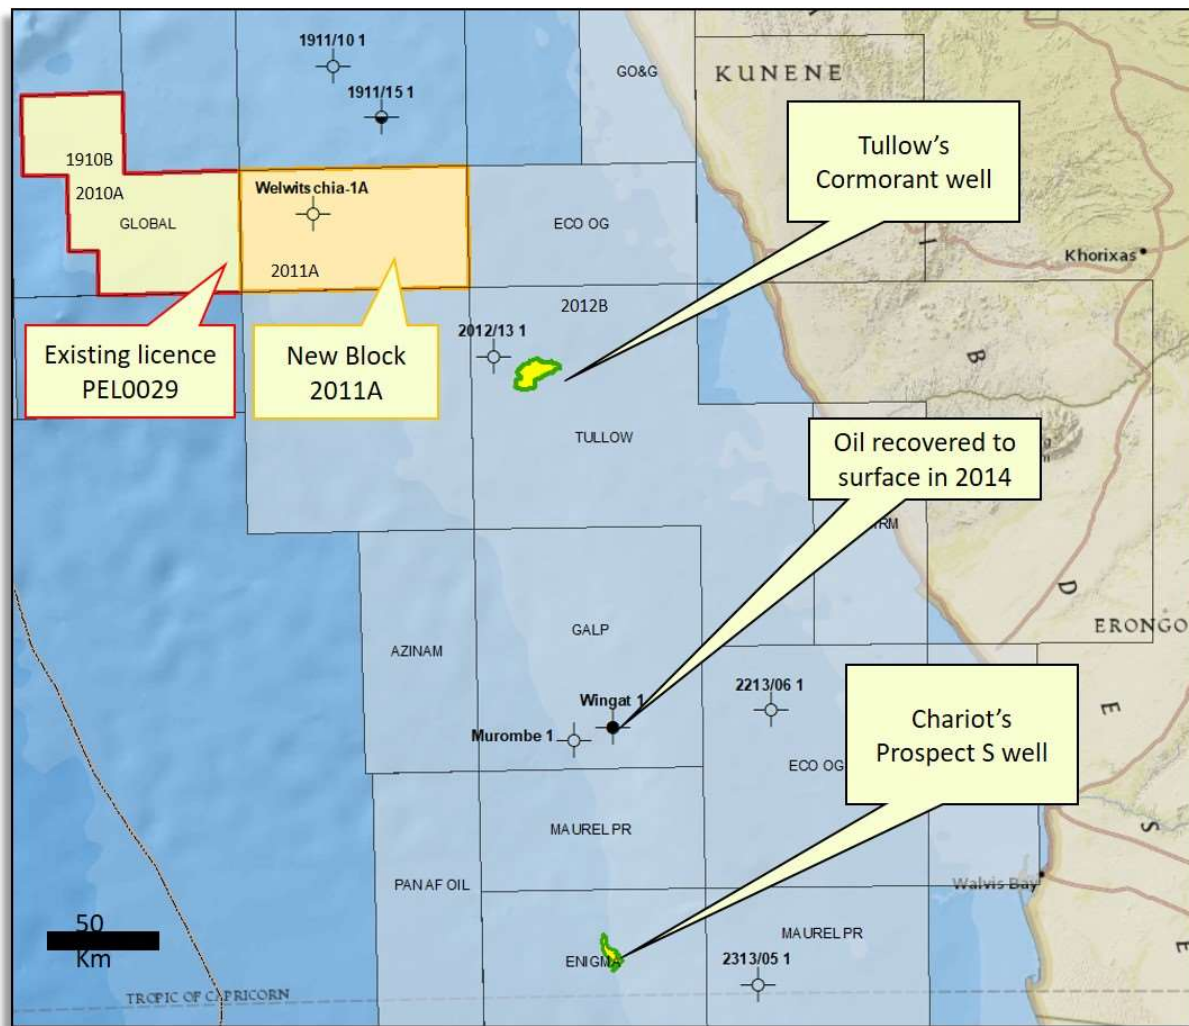 1911/10 1
GO&G
KUNENE
1911/15 1
Tullow's
Cormorant well
1910B
2010A
GLOBAL
Welwitschia-1A
2011A
ECO OG
Khorixas
2012B
2012/13 1
Existing licence
PEL0029
New Block
2011A
B
TULLOW
Oil recovered to
surface in 2014
RM
I
D
ERONGO
AZINAM
GALP
Wingat 1
Murombe 1
2213/06 1
E
Chariot's
Prospect S well
ECO OG
MAUREL PR
S
PAN AF OIL
Walvis Bay
50
Km
ENIGMA
MAUREL PR
2313/05 1
E
TROPIC OF CAPRICORN